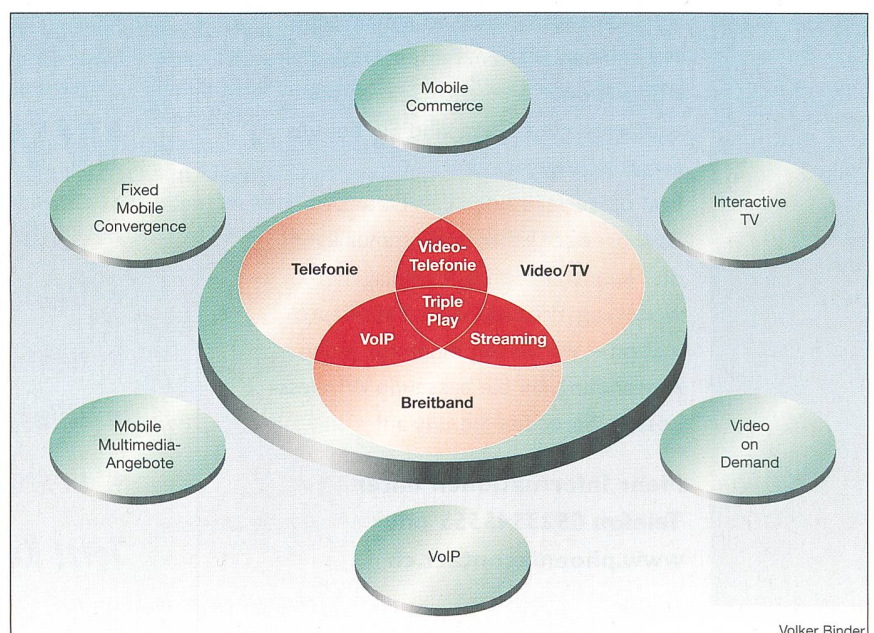 Mobile
Commerce
Fixed
Mobile
Convergence
Interactive
TV
Video-
Telefonie
Telefonie
Video/TV
Triple
Play
VoIP
Streaming
Breitband
Mobile
Multimedia-
Angebote
Video
on
Demand
VoIP
Volker Binder